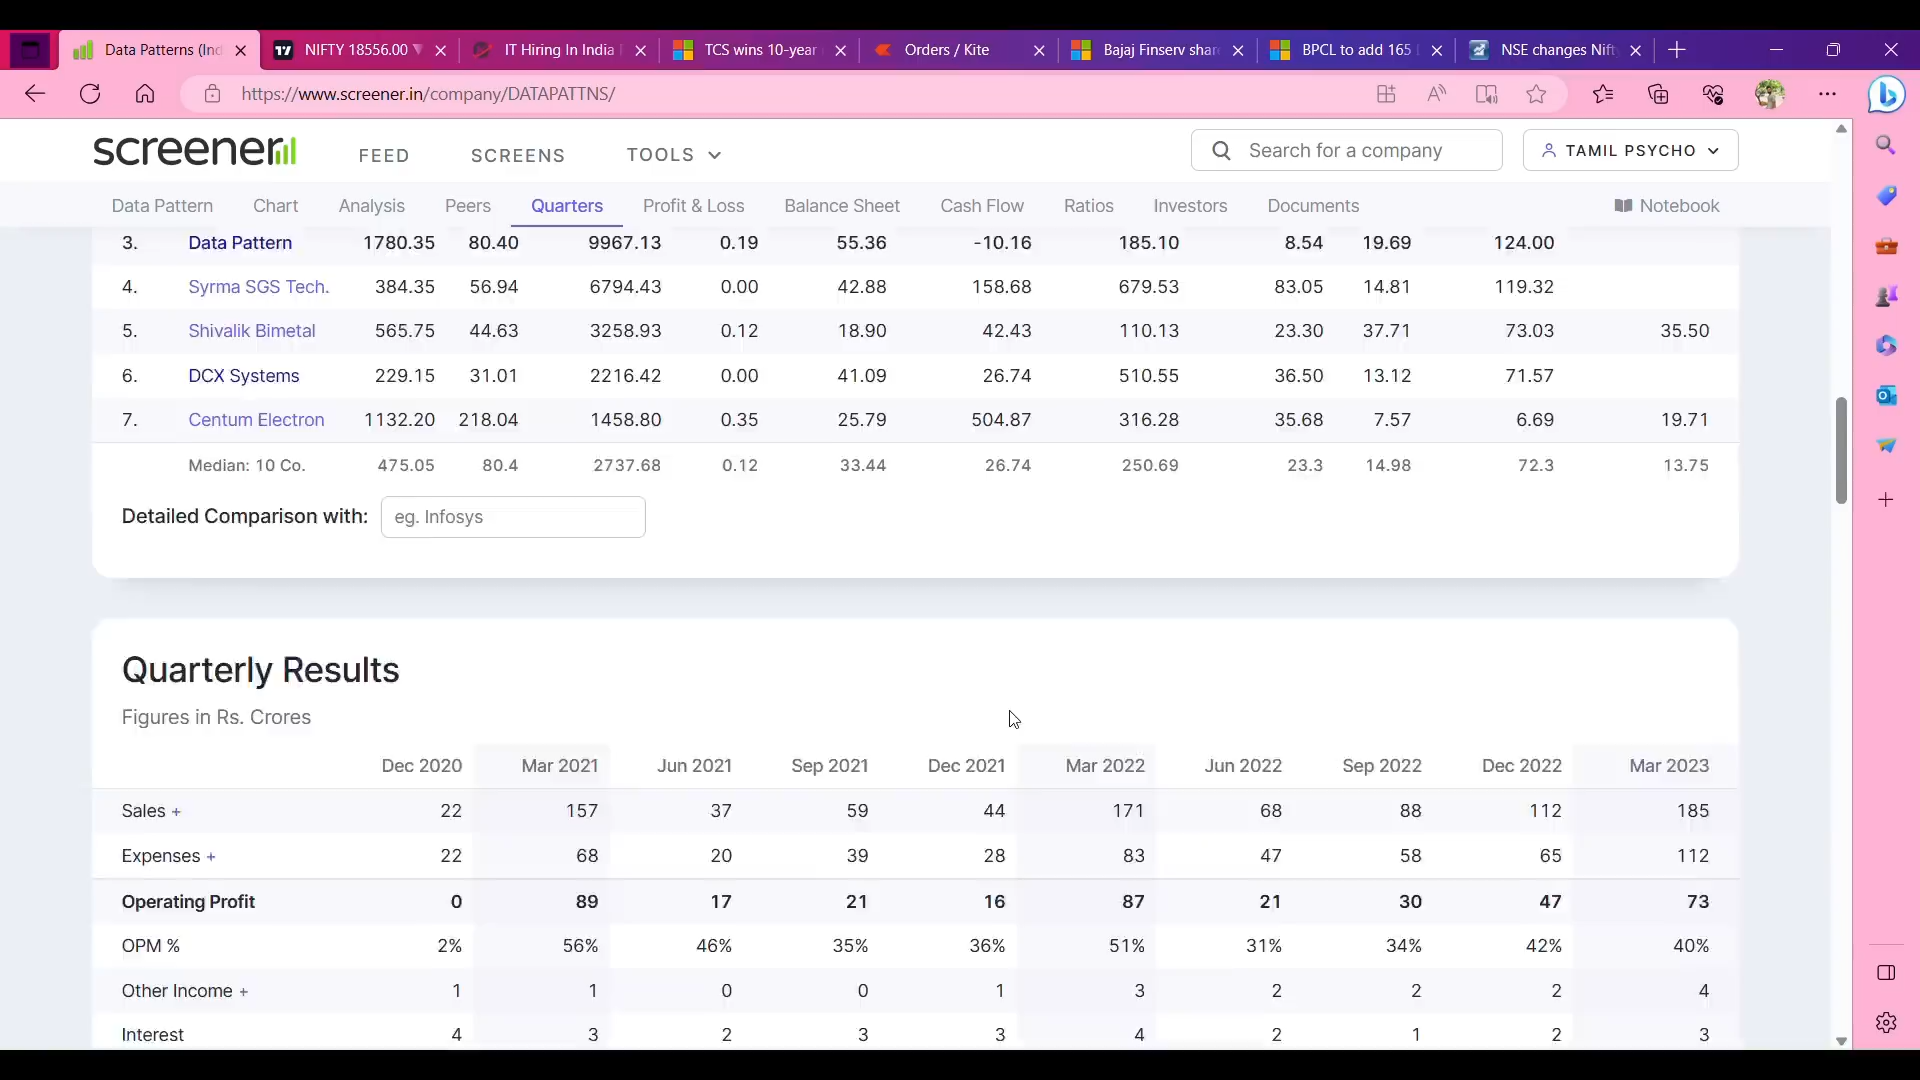 Data Patterns (Ind
NIFTY 18556.00
IT Hiring In India
TCS wins 10-year
Orders / Kite
Bajaj Finserv shar
BPCL to add 165
NSE changes Nift
https://www.screener.in/company/DATAPATTNS/
screener
FEED SCREENS TOOLS
Search for a company
TAMIL PSYCHO
Data Pattern Chart Analysis Peers Quarters Profit & Loss Balance Sheet Cash Flow Ratios Investors Documents Notebook
3. Data Pattern 1780.35 80.40 9967.13 0.19 55.36 -10.16 185.10 8.54 19.69 124.00
4. Syrma SGS Tech. 384.35 56.94 6794.43 0.00 42.88 158.68 679.53 83.05 14.81 119.32
5. Shivalik Bimetal 565.75 44.63 3258.93 0.12 18.90 42.43 110.13 23.30 37.71 73.03 35.50
6. DCX Systems 229.15 31.01 2216.42 0.00 41.09 26.74 510.55 36.50 13.12 71.57
7. Centum Electron 1132.20 218.04 1458.80 0.35 25.79 504.87 316.28 35.68 7.57 6.69 19.71
Median: 10 Co. 475.05 80.4 2737.68 0.12 33.44 26.74 250.69 23.3 14.98 72.3 13.75
Detailed Comparison with: eg. Infosys
Quarterly Results
Figures in Rs. Crores
Dec 2020 Mar 2021 Jun 2021 Sep 2021 Dec 2021 Mar 2022 Jun 2022 Sep 2022 Dec 2022 Mar 2023
Sales + 22 157 37 59 44 171 68 88 112 185
Expenses + 22 68 20 39 28 83 47 58 65 112
Operating Profit 0 89 17 21 16 87 21 30 47 73
OPM % 2% 56% 46% 35% 36% 51% 31% 34% 42% 40%
Other Income + 1 1 0 0 1 3 2 2 2 4
Interest 4 3 2 3 3 4 2 1 2 3